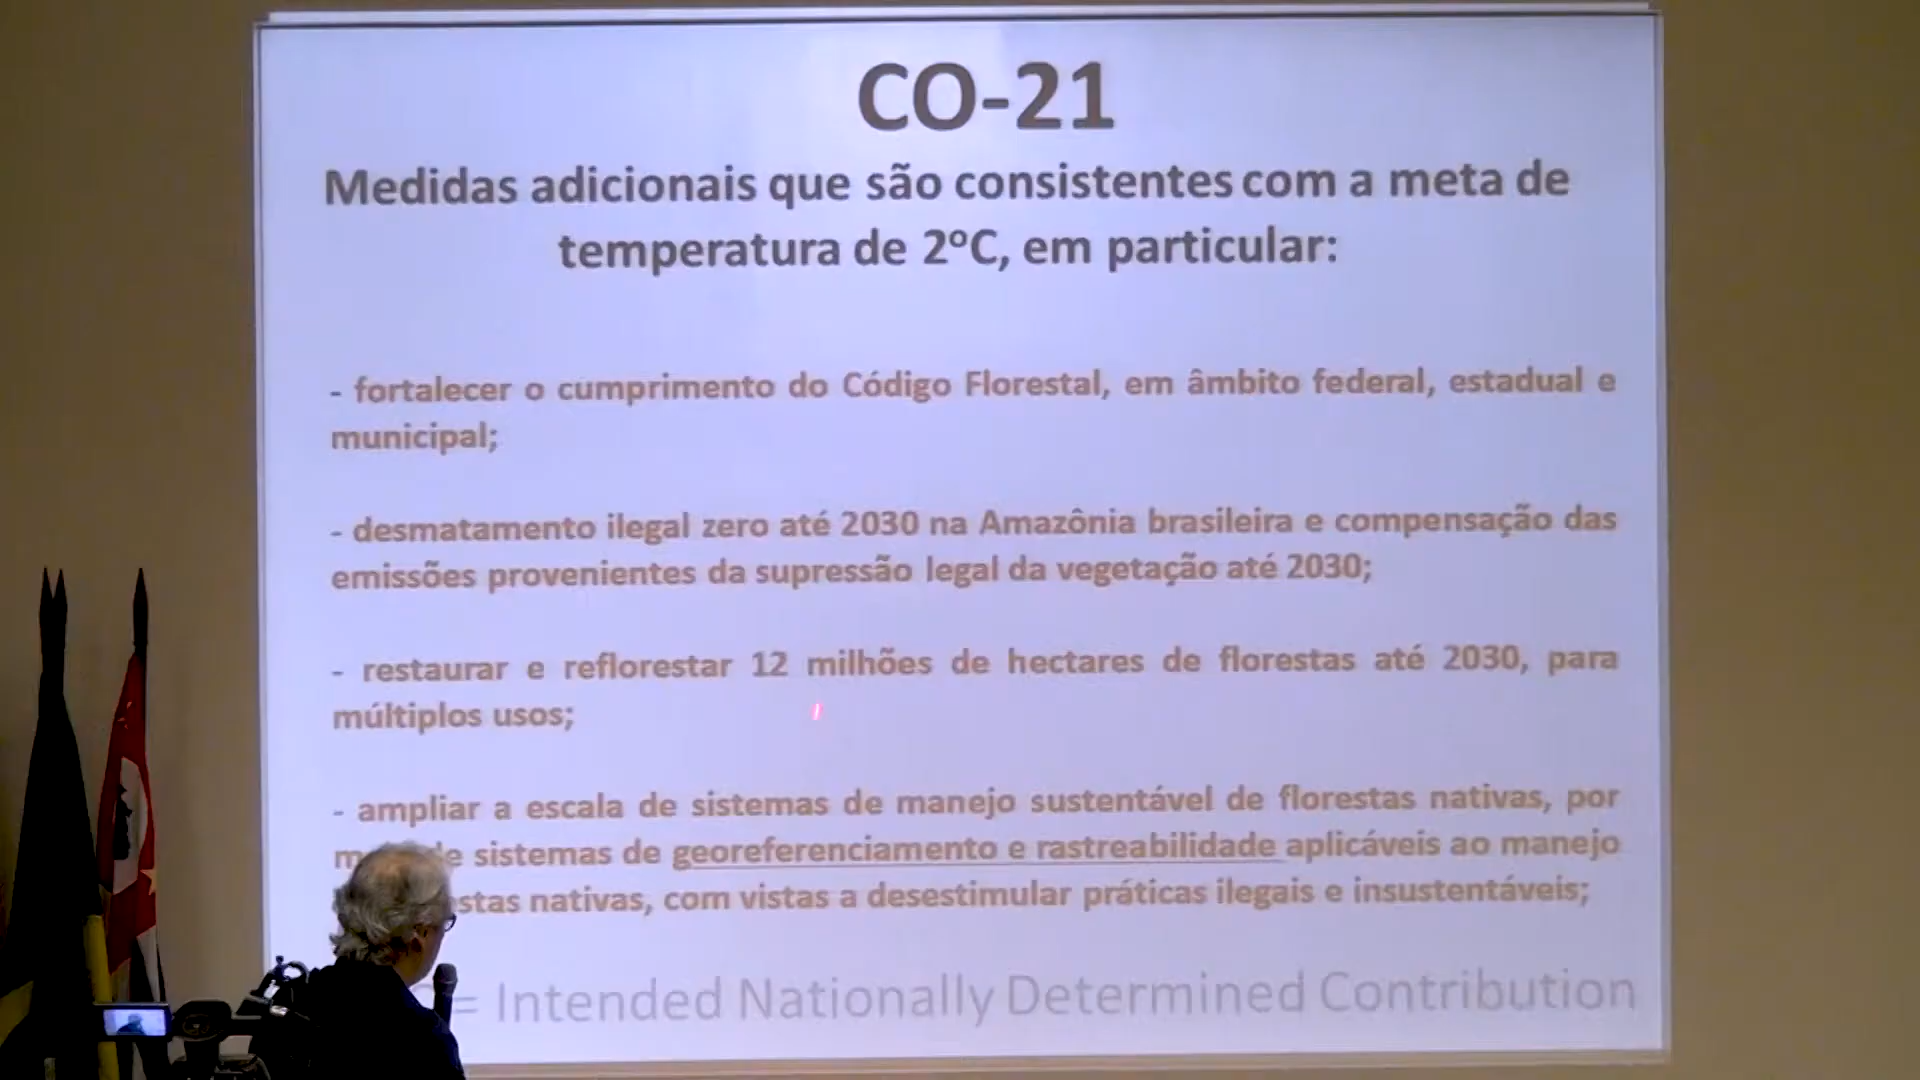 CO-21
Medidas adicionais que são consistentes com a meta de
temperatura de 2ºC, em particular:
- fortalecer o cumprimento do Código Florestal, em âmbito federal, estadual e
municipal;
- desmatamento ilegal zero até 2030 na Amazônia brasileira e compensação das
emissões provenientes da supressão legal da vegetação até 2030;
- restaurar e reflorestar 12 milhões de hectares de florestas até 2030, para
múltiplos usos;
- ampliar a escala de sistemas de manejo sustentável de florestas nativas, por
sistemas de georeferenciamento e rastreabilidade aplicáveis ao manejo
nativas, com vistas a desestimular práticas ilegais e insustentáveis;
= Intended Nationally Determined Contribution